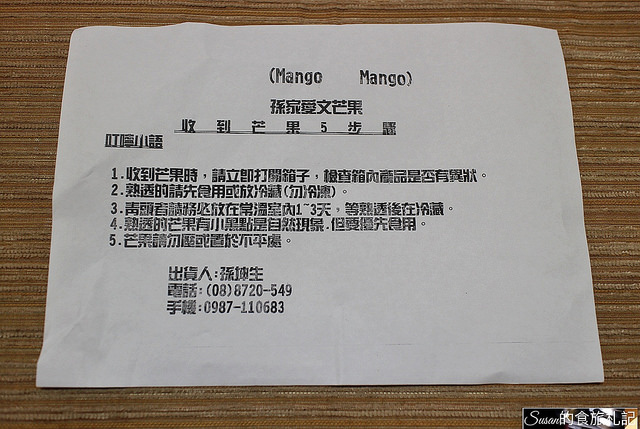 (Mango Mango)
孫家愛文芒果
收到芒果5步驟
叮嚀小語
1.收到芒果時，請立即打開箱子，檢查箱內產品是否有異狀。
2.熟透的請先食用或放冷藏(勿冷凍)。
3.青頭者請務必放在常溫室內1~3天，等熟透後在冷藏。
4.熟透的芒果有小黑點是自然現象.但要優先食用。
5.芒果請勿壓或置於不平處。
出貨人:孫坤生
電話:(08)8720-549
手機:0987-110683
Susan的食旅札記